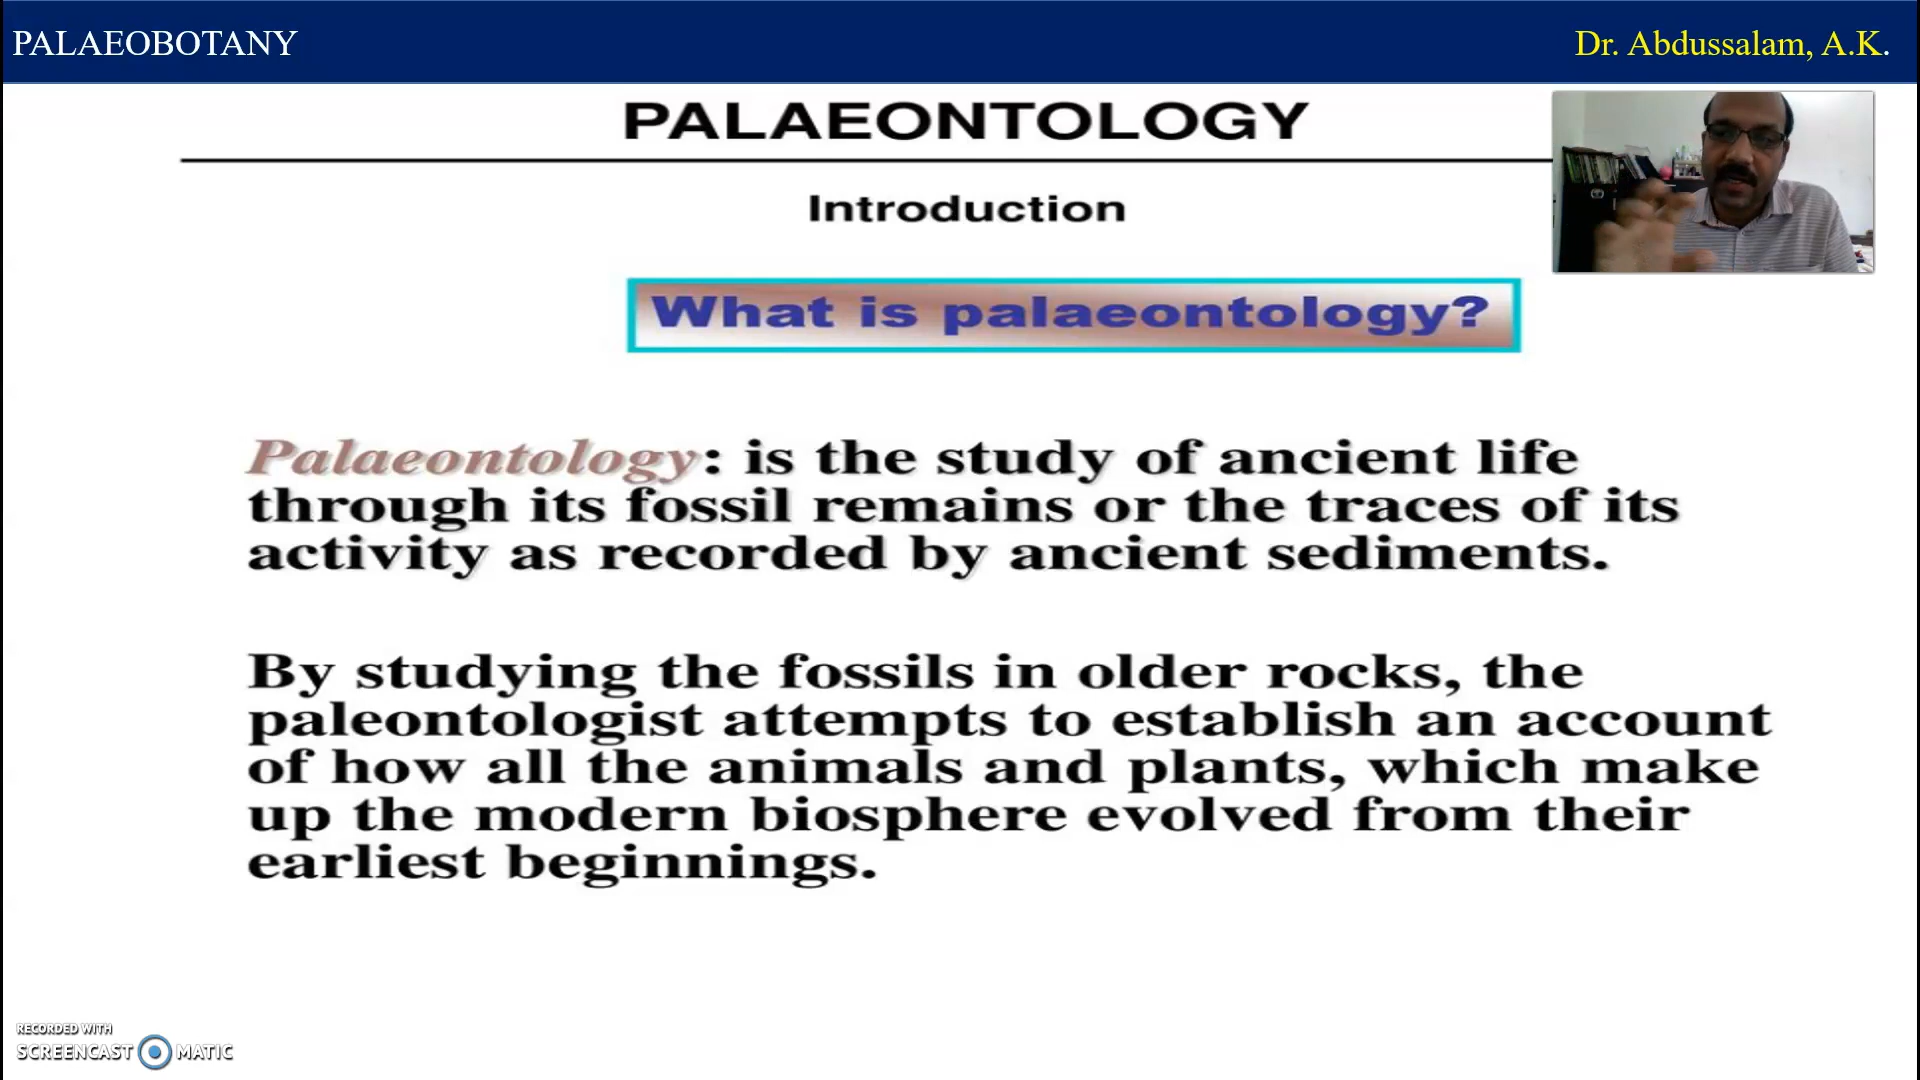 PALAEOBOTANY
Dr. Abdussalam, A.K.
PALAEONTOLOGY
Introduction
What is palaeontology?
Palaeontology: is the study of ancient life
through its fossil remains or the traces of its
activity as recorded by ancient sediments.
By studying the fossils in older rocks, the
paleontologist attempts to establish an account
of how all the animals and plants, which make
up the modern biosphere evolved from their
earliest beginnings.
RECORDED WITH
SCREENCAST MATIC